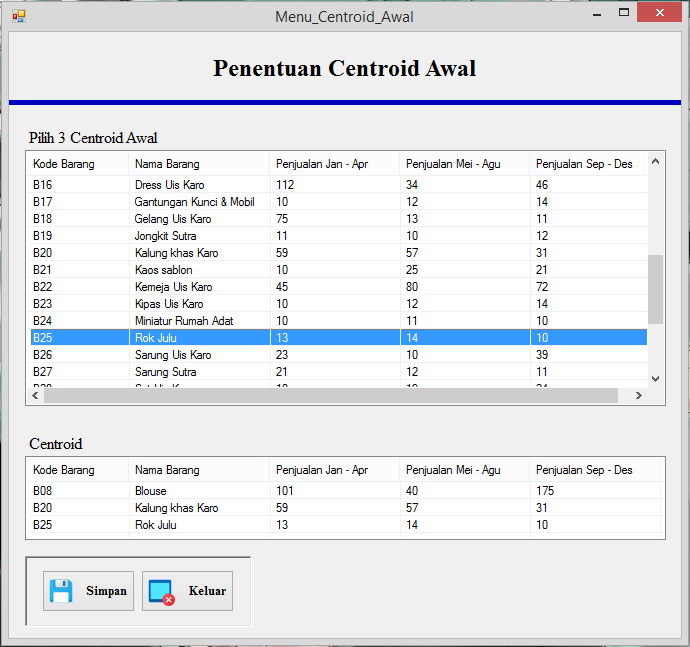 Menu_Centroid_Awal
Penentuan Centroid Awal
Pilih 3 Centroid Awal
Kode Barang Nama Barang Penjualan Jan - Apr Penjualan Mei - Agu Penjualan Sep - Des
B16 Dress Uis Karo 112 34 46
B17 Gantungan Kunci & Mobil 10 12 14
B18 Gelang Uis Karo 75 13 11
B19 Jongkit Sutra 11 10 12
B20 Kalung khas Karo 59 57 31
B21 Kaos sablon 10 25 21
B22 Kemeja Uis Karo 45 80 72
B23 Kipas Uis Karo 10 12 14
B24 Miniatur Rumah Adat 10 11 10
B25 Rok Julu 13 14 10
B26 Sarung Uis Karo 23 10 39
B27 Sarung Sutra 21 12 11
Centroid
Kode Barang Nama Barang Penjualan Jan - Apr Penjualan Mei - Agu Penjualan Sep - Des
B08 Blouse 101 40 175
B20 Kalung khas Karo 59 57 31
B25 Rok Julu 13 14 10
Simpan Keluar